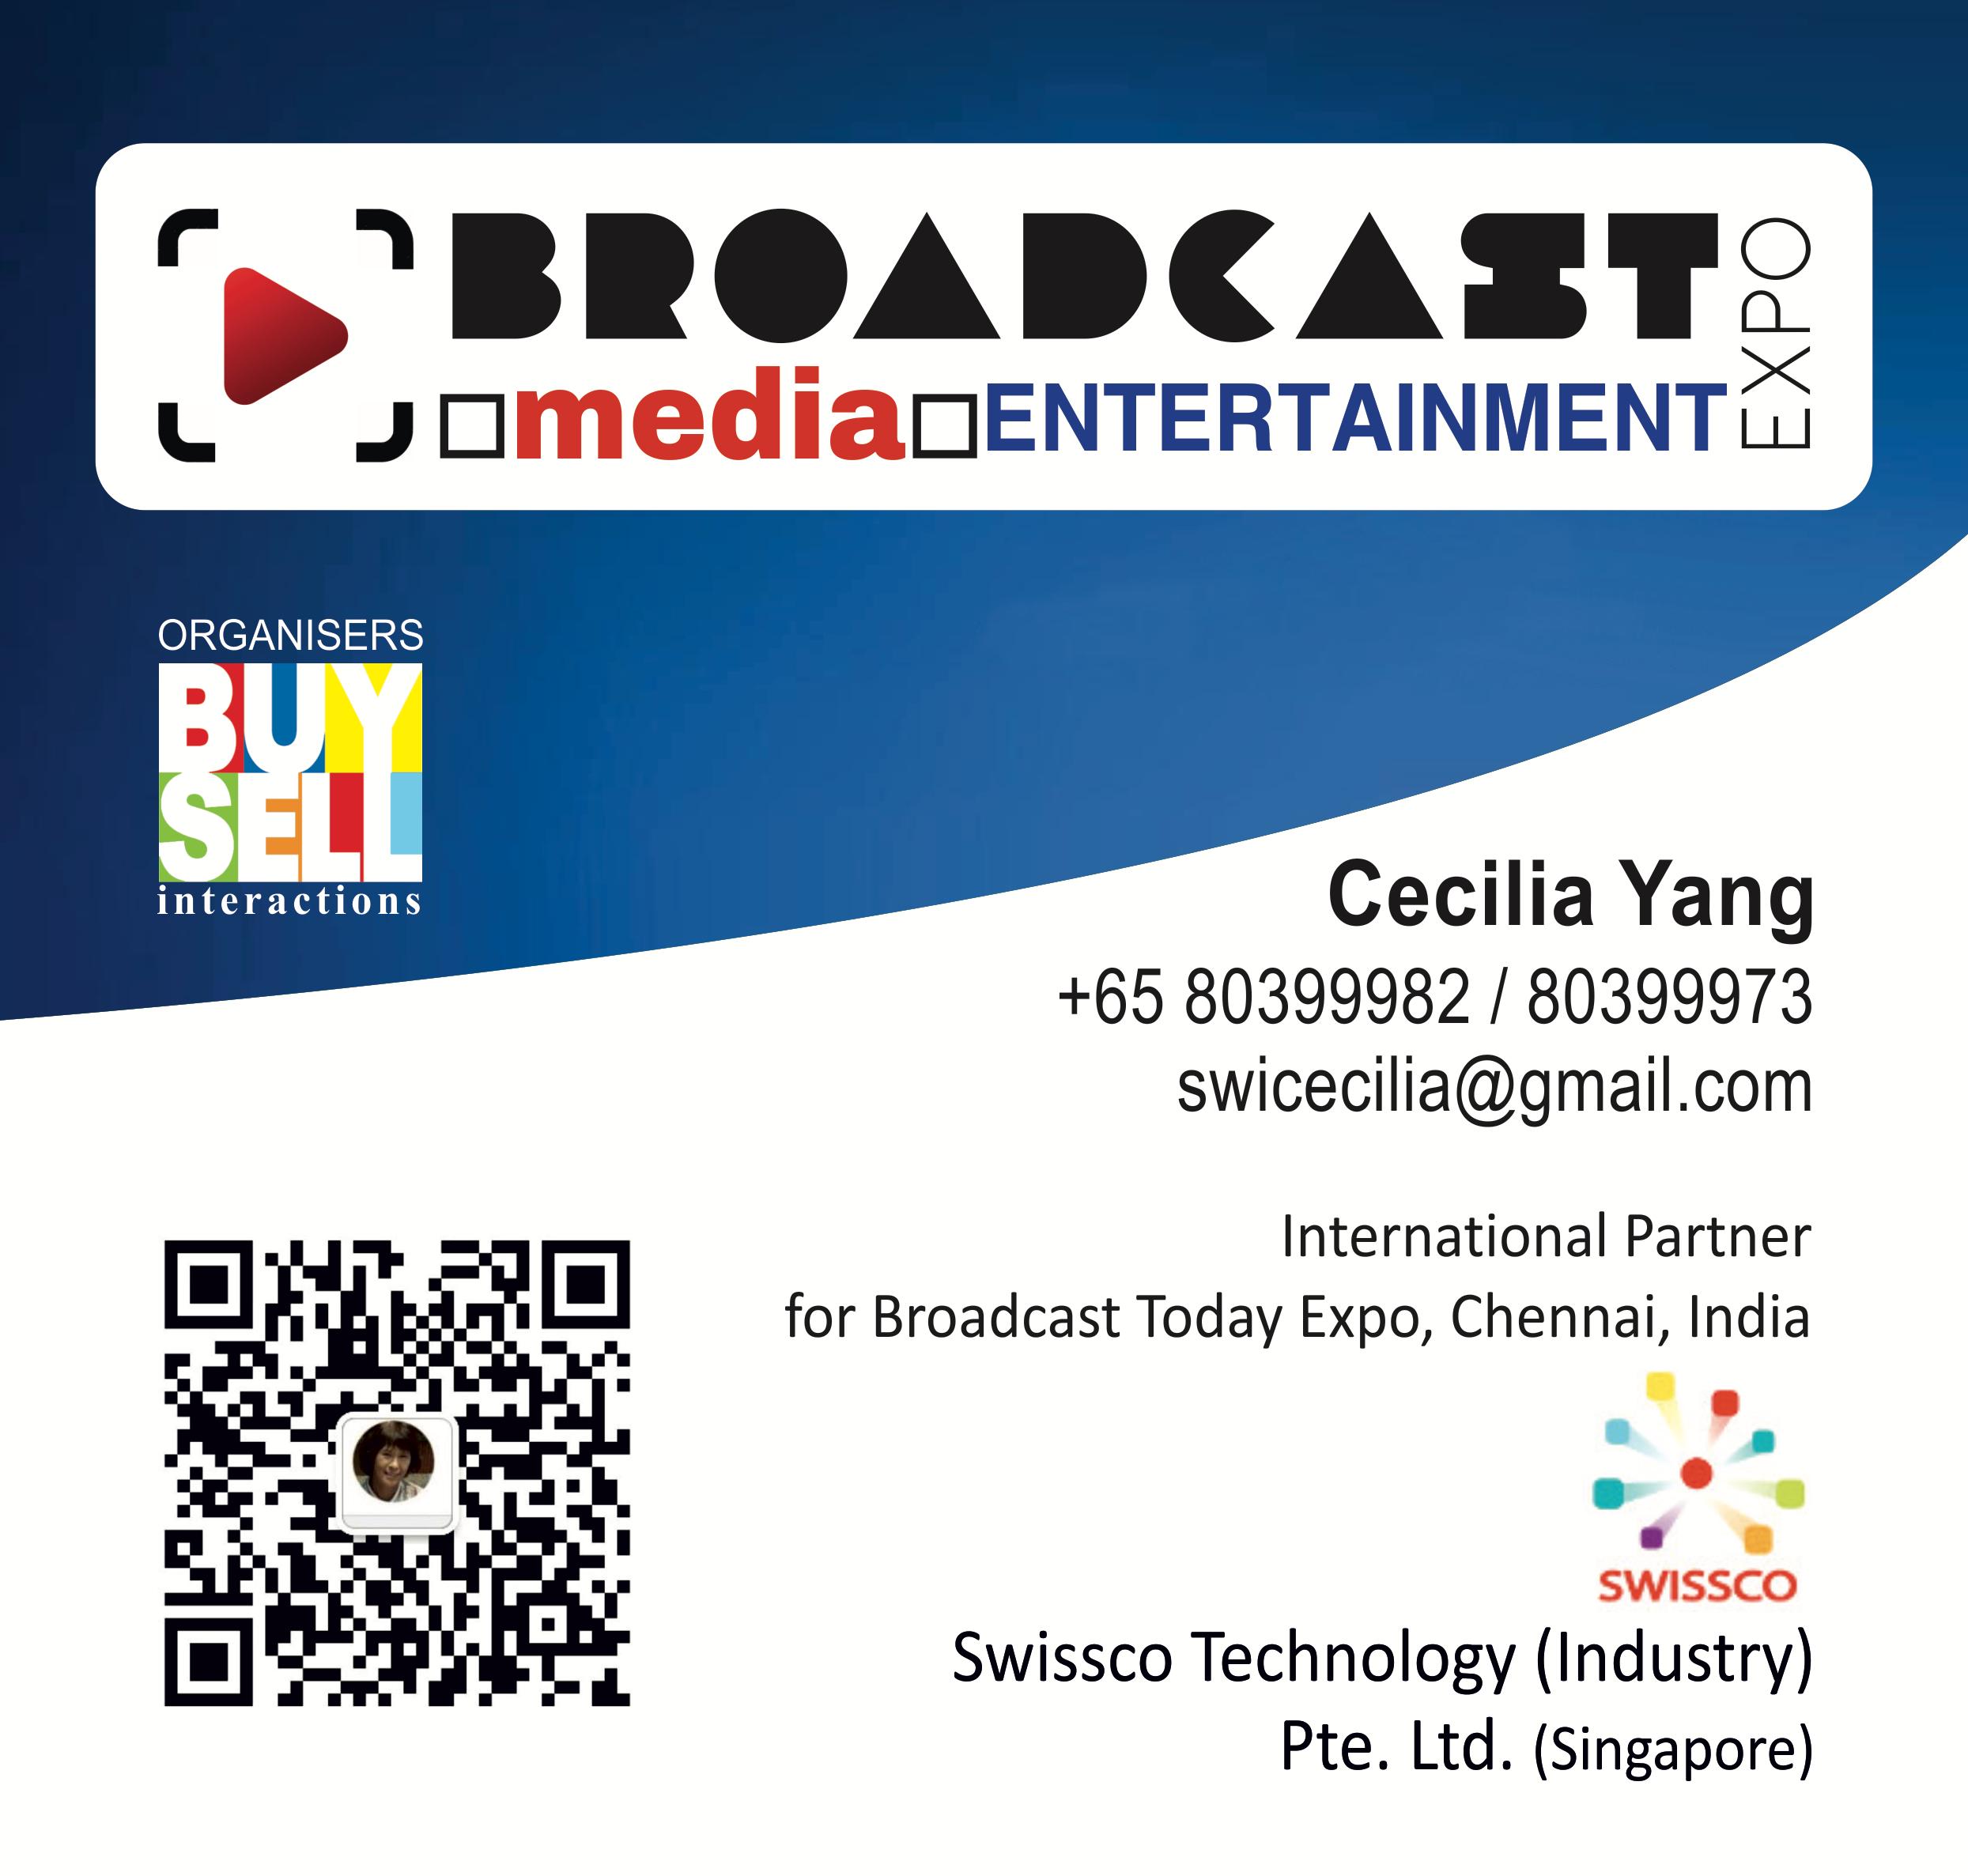 BROADCAST
media ENTERTAINMENT
EXPO
ORGANISERS
BUY
SELL
interactions
Cecilia Yang
+65 80399982 / 80399973
swicecilia@gmail.com
International Partner
for Broadcast Today Expo, Chennai, India
SWISSCO
Swissco Technology (Industry)
Pte. Ltd. (Singapore)